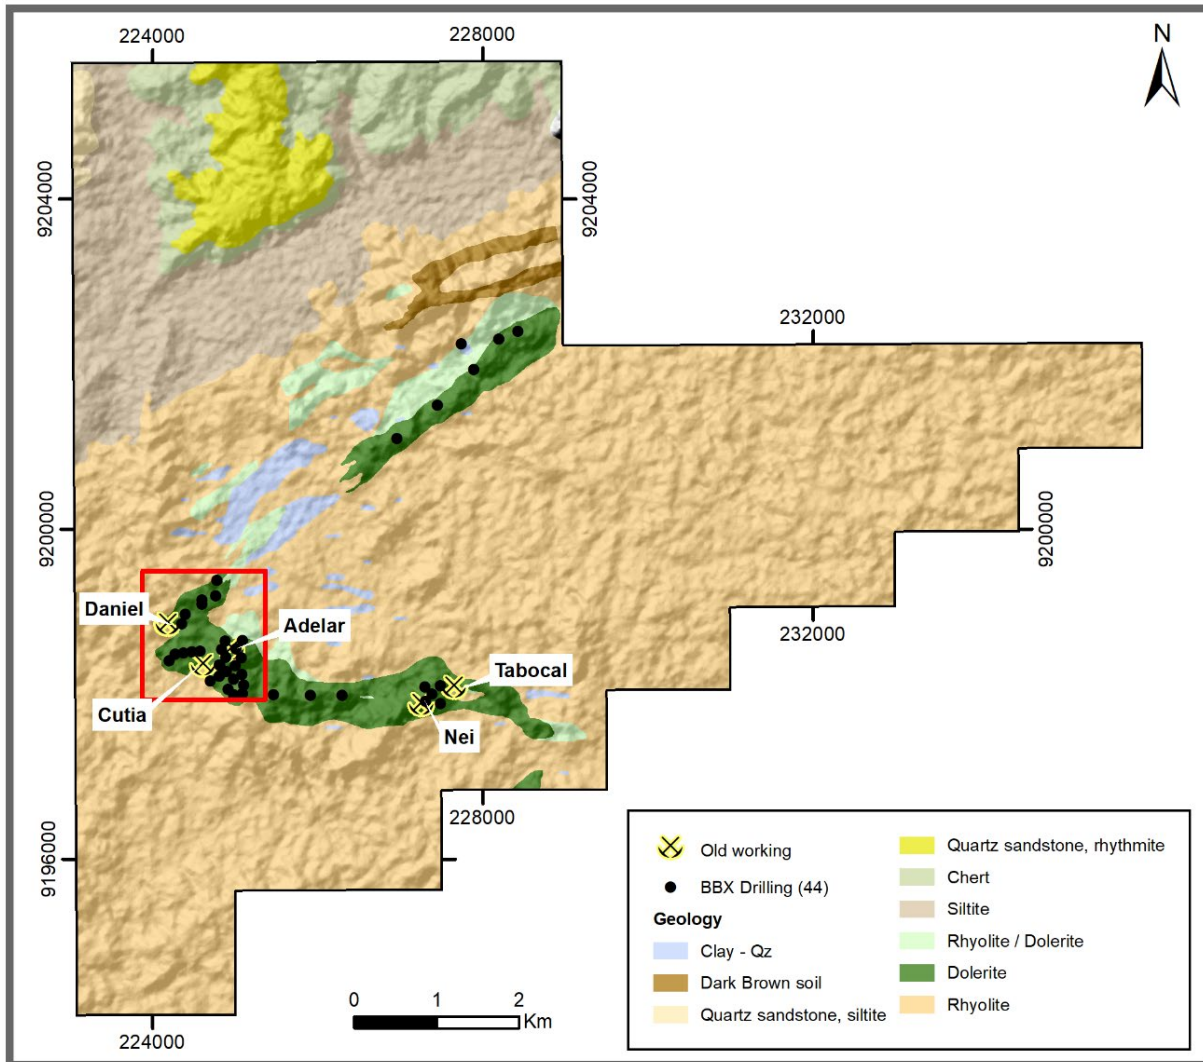 224000
228000
N
9204000
9204000
232000
9200000
9200000
Daniel
Adelar
232000
Tabocal
Cutia
Nei
228000
9196000
Old working
BBX Drilling (44)
Geology
Clay - Qz
Dark Brown soil
Quartz sandstone, siltite
Quartz sandstone, rhythmite
Chert
Siltite
Rhyolite / Dolerite
Dolerite
Rhyolite
0 1 2
Km
224000